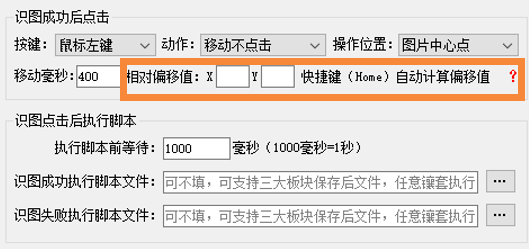 识图成功后点击
按键: 鼠标左键 动作: 移动不点击 操作位置: 图片中心点
移动毫秒: 400 相对偏移值: X Y 快捷键（Home）自动计算偏移值 ?
识图点击后执行脚本
执行脚本前等待: 1000 毫秒（1000毫秒=1秒）
识图成功执行脚本文件: 可不填，可支持三大板块保存后文件，任意镶套执行 ...
识图失败执行脚本文件: 可不填，可支持三大板块保存后文件，任意镶套执行 ...